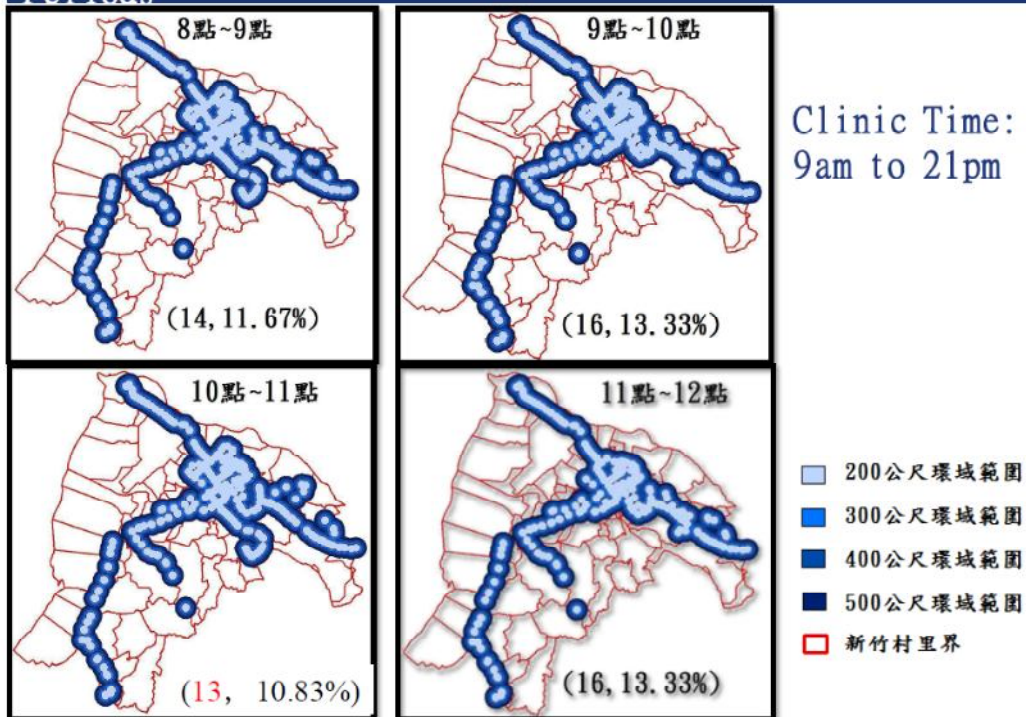 8點~9點
(14,11.67%)
9點~10點
(16,13.33%)
Clinic Time:
9am to 21pm
10點~11點
(13, 10.83%)
11點~12點
(16,13.33%)
200公尺環域範圍
300公尺環域範圍
400公尺環域範圍
500公尺環域範圍
新竹村里界